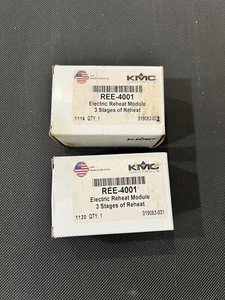 KMC
REE-4001
Electric Reheat Module
3 Stages of Reheat
1118 QTY. 1
KMC
REE-4001
Electric Reheat Module
3 Stages of Reheat
1120 QTY. 1 019083-001